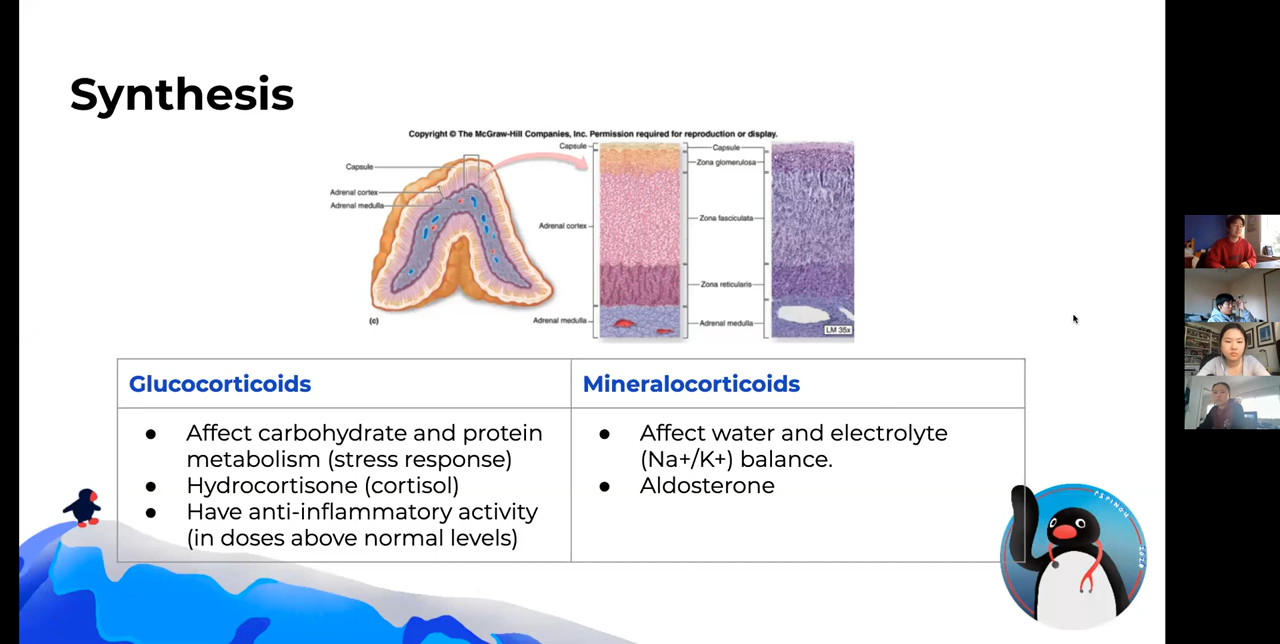 Synthesis
Copyright © The McGraw-Hill Companies, Inc. Permission required for reproduction or display.
Capsule
Adrenal cortex
Adrenal medulla
(c)
Capsule
Adrenal cortex
Adrenal medulla
Capsule
Zona glomerulosa
Zona fasciculata
Zona reticularis
Adrenal medulla
LM 35x
Glucocorticoids
● Affect carbohydrate and protein
metabolism (stress response)
● Hydrocortisone (cortisol)
● Have anti-inflammatory activity
(in doses above normal levels)
Mineralocorticoids
● Affect water and electrolyte
(Na+/K+) balance.
● Aldosterone